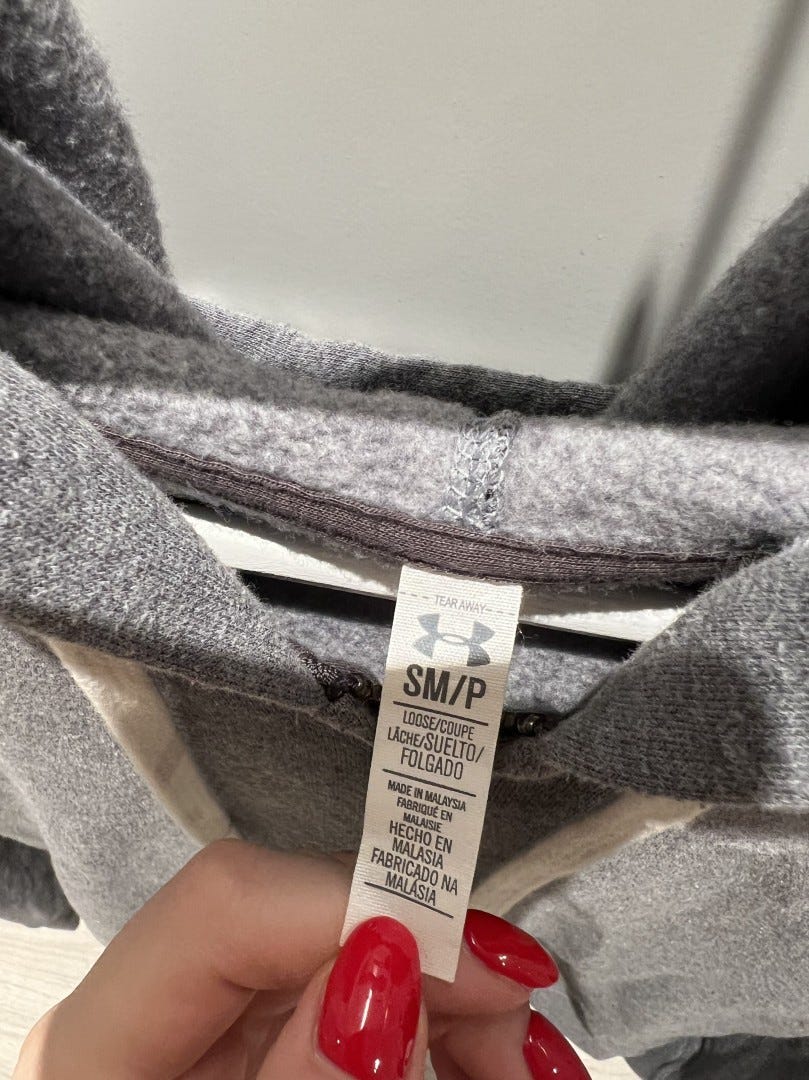 TEAR AWAY
SM/P
LOOSE/COUPE
LÂCHE/SUELTO/
FOLGADO
MADE IN MALAYSIA
FABRIQUÉ EN
MALAISIE
HECHO EN
MALASIA
FABRICADO NA
MALÁSIA